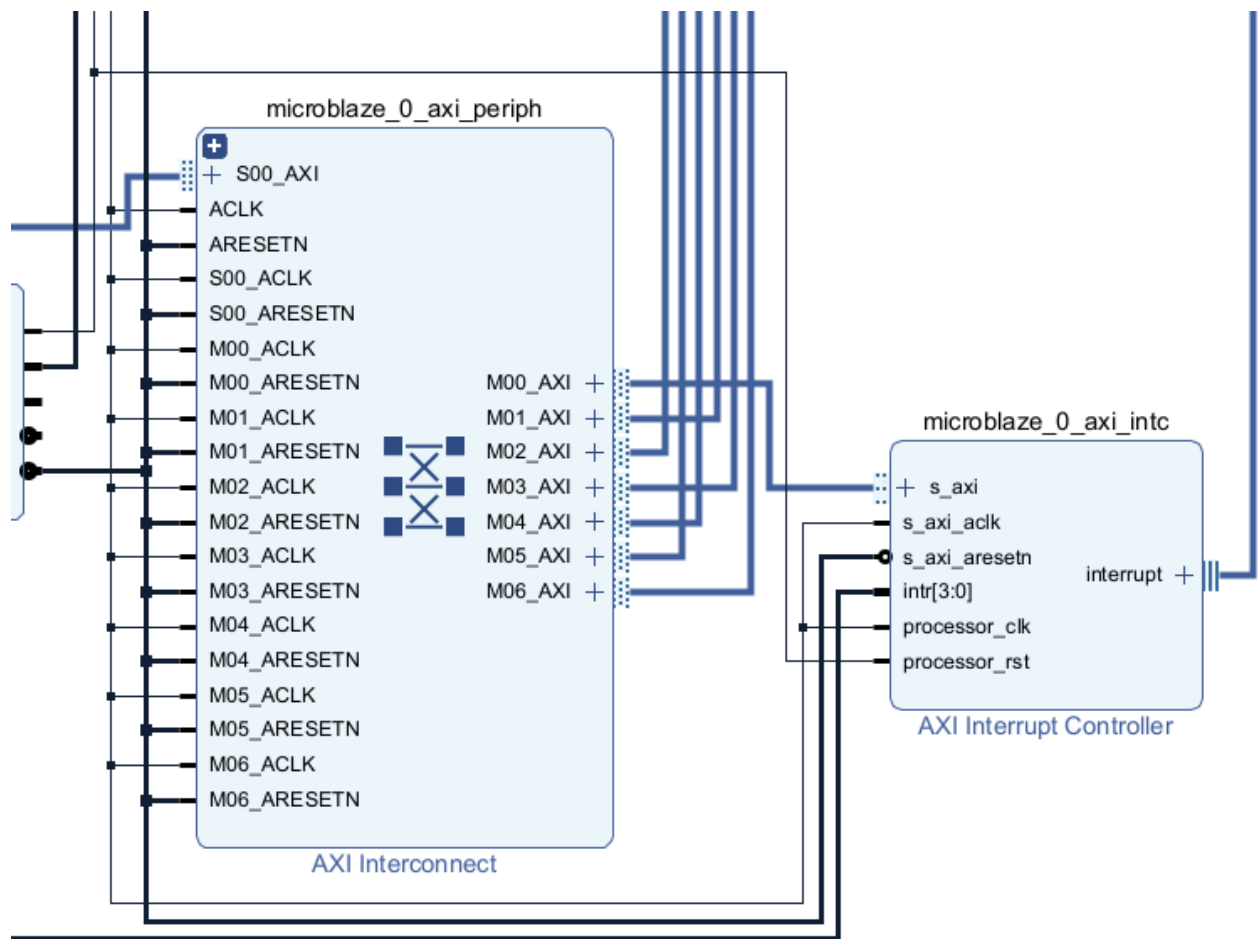 microblaze_0_axi_periph
S00_AXI
ACLK
ARESETN
S00_ACLK
S00_ARESETN
M00_ACLK
M00_ARESETN
M01_ACLK
M01_ARESETN
M02_ACLK
M02_ARESETN
M03_ACLK
M03_ARESETN
M04_ACLK
M04_ARESETN
M05_ACLK
M05_ARESETN
M06_ACLK
M06_ARESETN
M00_AXI
M01_AXI
M02_AXI
M03_AXI
M04_AXI
M05_AXI
M06_AXI
AXI Interconnect
microblaze_0_axi_intc
s_axi
s_axi_aclk
s_axi_aresetn
intr[3:0]
processor_clk
processor_rst
interrupt
AXI Interrupt Controller